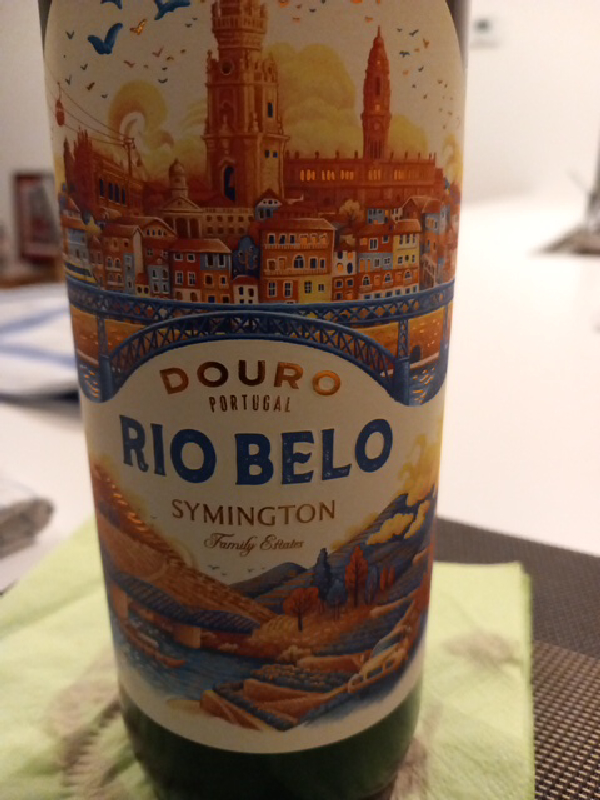 DOURO
PORTUGAL
RIO BELO
SYMINGTON
Family Estates